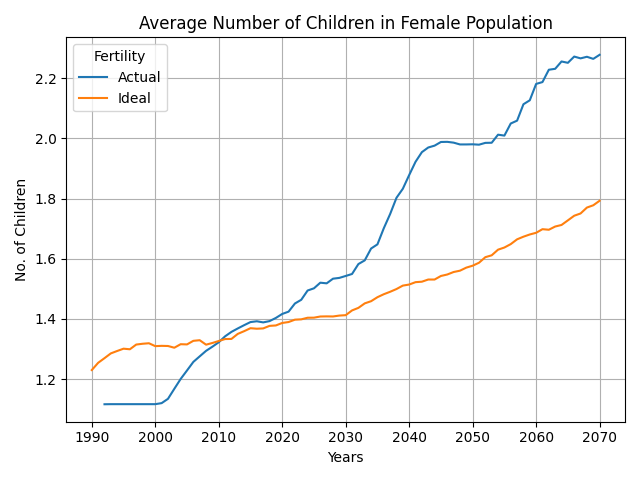 Average Number of Children in Female Population
Fertility
Actual
Ideal
No. of Children
2.2
2.0
1.8
1.6
1.4
1.2
1990 2000 2010 2020 2030 2040 2050 2060 2070
Years